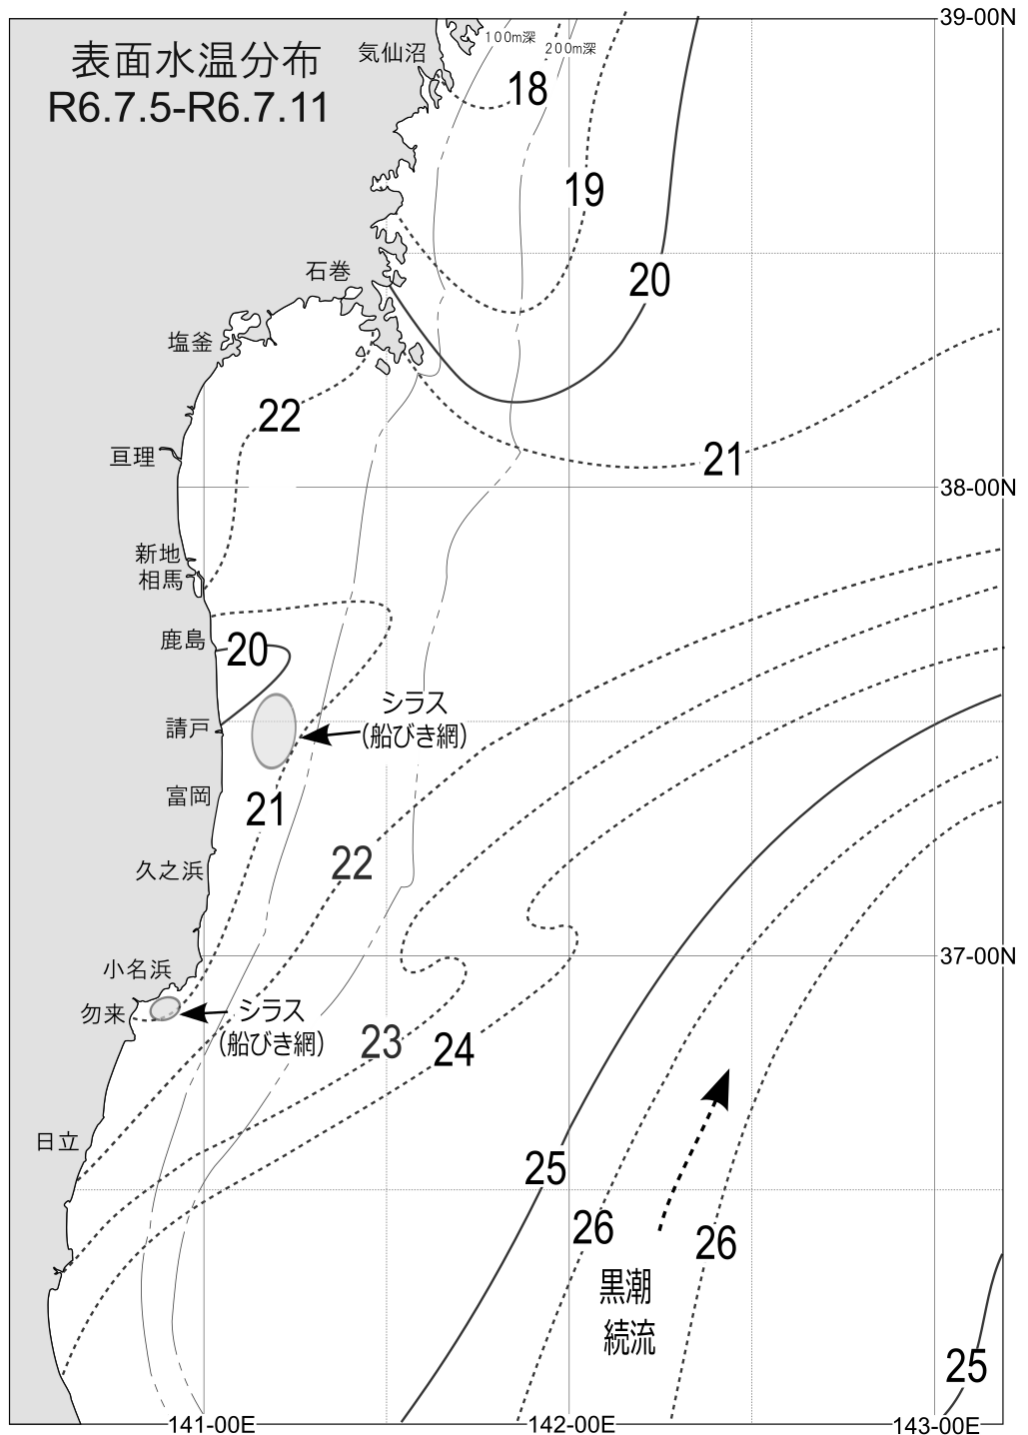 39-00N
表面水温分布
R6.7.5-R6.7.11
気仙沼
100m深
200m深
18
19
20
石巻
塩釜
22
21
亘理
38-00N
新地
相馬
鹿島
20
シラス
(船びき網)
請戸
富岡
21
22
久之浜
37-00N
小名浜
勿来
シラス
(船びき網)
23
24
日立
25
26
26
黒潮
続流
25
141-00E
142-00E
143-00E